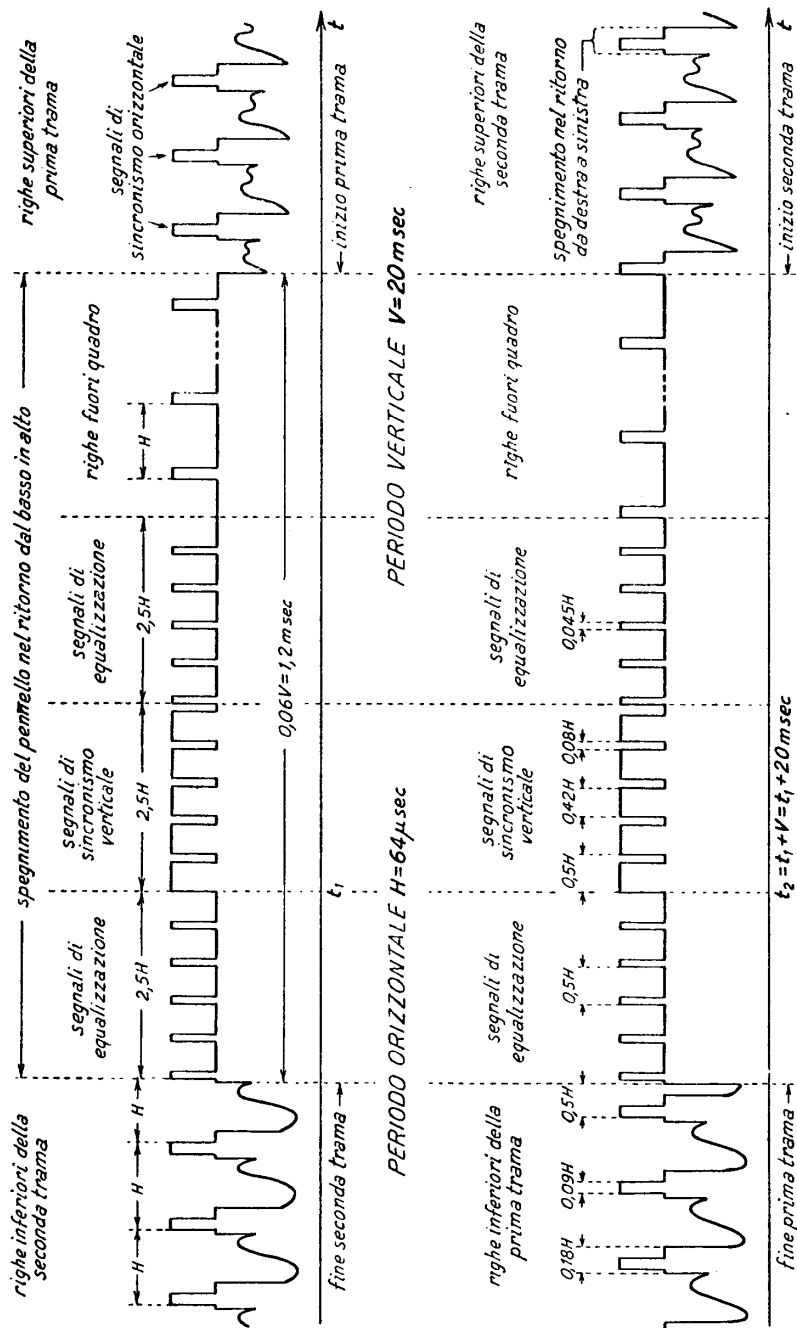 spegnimento del pennello nel ritorno dal basso in alto
righe inferiori della
seconda trama
segnali di
equalizzazione
segnali di
sincronismo
verticale
segnali di
equalizzazione
righe fuori quadro
righe superiori della
prima trama
segnali di
sincronismo orizzontale
H
H
H
2,5H
2,5H
2,5H
H
0,06V=1,2 msec
fine seconda trama
t₁
inizio prima trama
t
PERIODO ORIZZONTALE H=64μsec
PERIODO VERTICALE V=20 msec
righe inferiori della
prima trama
segnali di
equalizzazione
segnali di
sincronismo
verticale
segnali di
equalizzazione
righe fuori quadro
righe superiori della
seconda trama
spegnimento nel ritorno
da destra a sinistra
0,18H
0,09H
0,5H
0,5H
0,5H
0,42H
0,08H
0,045H
fine prima trama
t₂=t₁+V=t₁+20 msec
inizio seconda trama
t